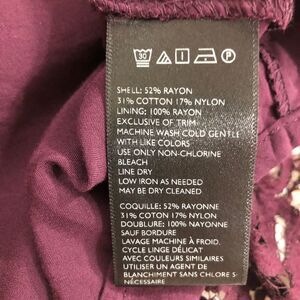 30
P
SHELL: 52% RAYON
31% COTTON 17% NYLON
LINING: 100% RAYON
EXCLUSIVE OF TRIM
MACHINE WASH COLD GENTLE
WITH LIKE COLORS
USE ONLY NON-CHLORINE
BLEACH
LINE DRY
LOW IRON AS NEEDED
MAY BE DRY CLEANED
COQUILLE: 52% RAYONNE
31% COTON 17% NYLON
DOUBLURE: 100% RAYONNE
SAUF BORDURE
LAVAGE MACHINE À FROID.
CYCLE LINGE DÉLICAT
AVEC COULEURS SIMILAIRES
UTILISER UN AGENT DE
BLANCHIMENT SANS CHLORE S-
NÉCESSAIRE